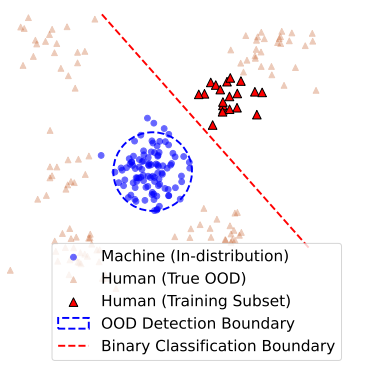 Machine (In-distribution)
Human (True OOD)
Human (Training Subset)
OOD Detection Boundary
Binary Classification Boundary